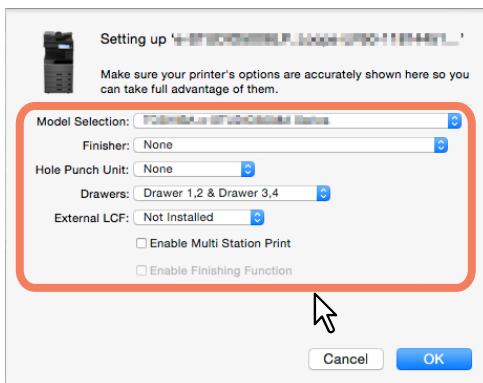 Setting up '
Make sure your printer's options are accurately shown here so you
can take full advantage of them.
Model Selection:
Finisher: None
Hole Punch Unit: None
Drawers: Drawer 1,2 & Drawer 3,4
External LCF: Not Installed
Enable Multi Station Print
Enable Finishing Function
Cancel OK